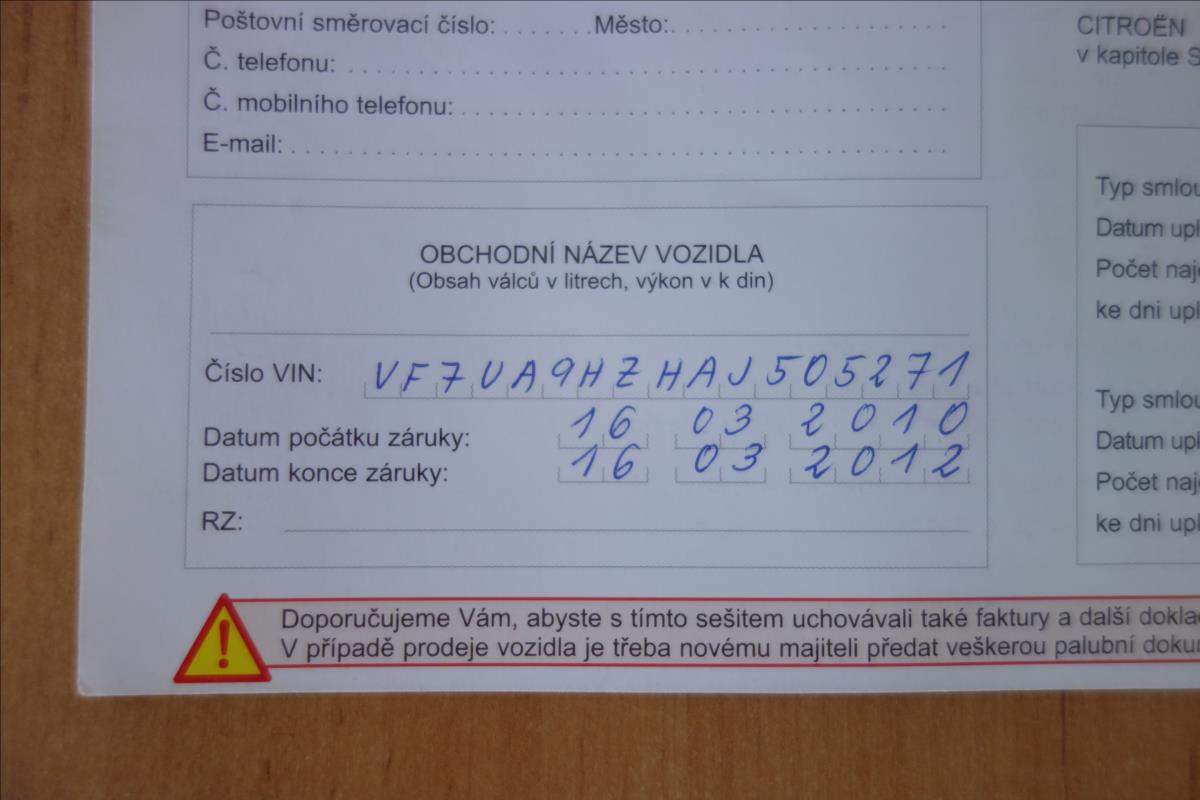 Poštovní směrovací číslo: . . . . . . . Město: . . . . . . . . . . . . . . . . . . . .
Č. telefonu: . . . . . . . . . . . . . . . . . . . . . . . . . . . . . . . . . . . . . . . .
Č. mobilního telefonu: . . . . . . . . . . . . . . . . . . . . . . . . . . . . . . . .
E-mail: . . . . . . . . . . . . . . . . . . . . . . . . . . . . . . . . . . . . . . . . . . .
OBCHODNÍ NÁZEV VOZIDLA
(Obsah válců v litrech, výkon v k din)
Číslo VIN: VF7UA9HZHAJ505271
Datum počátku záruky: 16 03 2010
Datum konce záruky: 16 03 2012
RZ:
CITROËN
v kapitole S
Typ smlou
Datum upl
Počet naje
ke dni upl
Typ smlou
Datum upl
Počet naje
ke dni upl
Doporučujeme Vám, abyste s tímto sešitem uchovávali také faktury a další dokla
V případě prodeje vozidla je třeba novému majiteli předat veškerou palubní doku